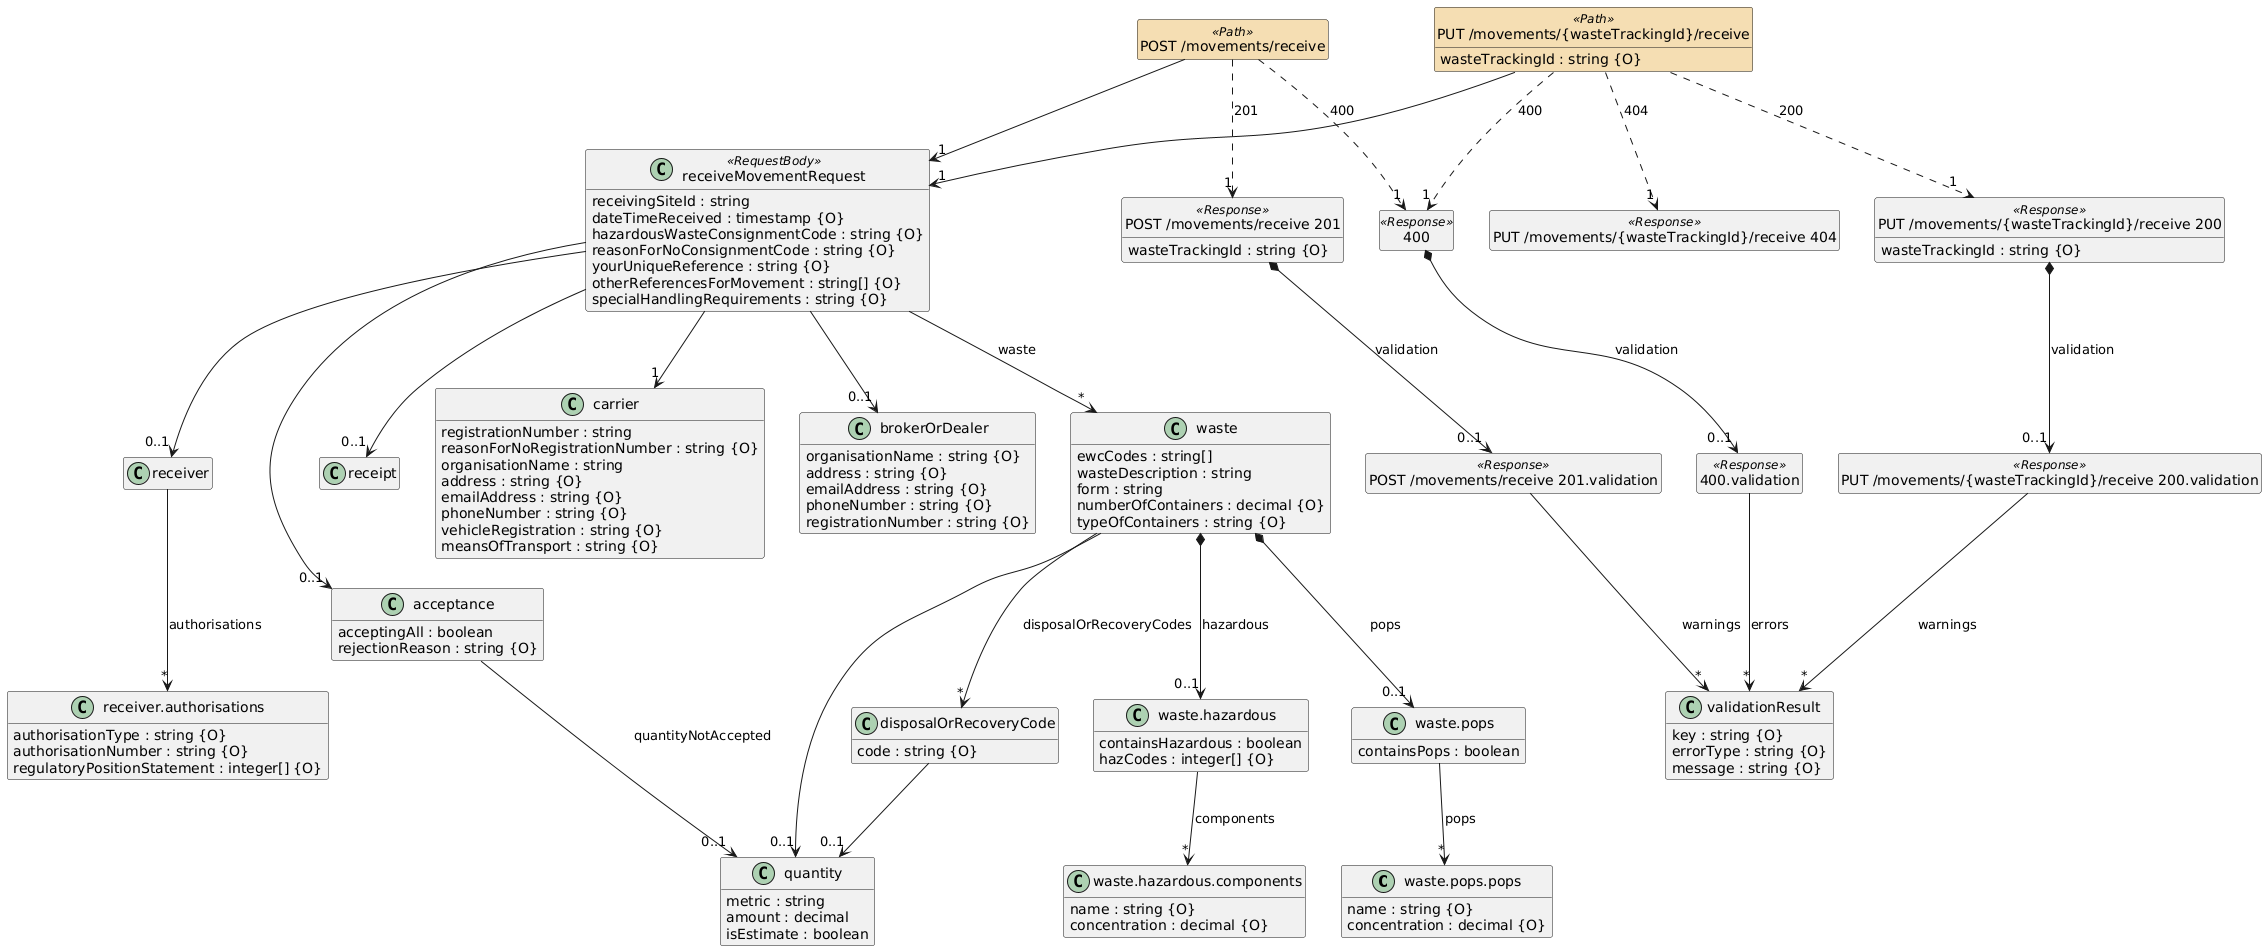 «Path»
POST /movements/receive
«Path»
PUT /movements/{wasteTrackingId}/receive
wasteTrackingId : string {O}
201
400
400
404
200
1
1
1
1
1
1
1
«RequestBody»
C receiveMovementRequest
receivingSiteId : string
dateTimeReceived : timestamp {O}
hazardousWasteConsignmentCode : string {O}
reasonForNoConsignmentCode : string {O}
yourUniqueReference : string {O}
otherReferencesForMovement : string[] {O}
specialHandlingRequirements : string {O}
«Response»
POST /movements/receive 201
wasteTrackingId : string {O}
«Response»
400
«Response»
PUT /movements/{wasteTrackingId}/receive 404
«Response»
PUT /movements/{wasteTrackingId}/receive 200
wasteTrackingId : string {O}
waste
validation
validation
validation
0..1
0..1
1
0..1
*
0..1
0..1
0..1
C receiver
C receipt
C carrier
registrationNumber : string
reasonForNoRegistrationNumber : string {O}
organisationName : string
address : string {O}
emailAddress : string {O}
phoneNumber : string {O}
vehicleRegistration : string {O}
meansOfTransport : string {O}
C brokerOrDealer
organisationName : string {O}
address : string {O}
emailAddress : string {O}
phoneNumber : string {O}
registrationNumber : string {O}
C waste
ewcCodes : string[]
wasteDescription : string
form : string
numberOfContainers : decimal {O}
typeOfContainers : string {O}
«Response»
POST /movements/receive 201.validation
«Response»
400.validation
«Response»
PUT /movements/{wasteTrackingId}/receive 200.validation
0..1
C acceptance
acceptingAll : boolean
rejectionReason : string {O}
authorisations
disposalOrRecoveryCodes
hazardous
pops
warnings
errors
warnings
*
*
0..1
0..1
*
*
*
C receiver.authorisations
authorisationType : string {O}
authorisationNumber : string {O}
regulatoryPositionStatement : integer[] {O}
quantityNotAccepted
C disposalOrRecoveryCode
code : string {O}
C waste.hazardous
containsHazardous : boolean
hazCodes : integer[] {O}
C waste.pops
containsPops : boolean
C validationResult
key : string {O}
errorType : string {O}
message : string {O}
components
pops
0..1
0..1
0..1
*
*
C quantity
metric : string
amount : decimal
isEstimate : boolean
C waste.hazardous.components
name : string {O}
concentration : decimal {O}
C waste.pops.pops
name : string {O}
concentration : decimal {O}